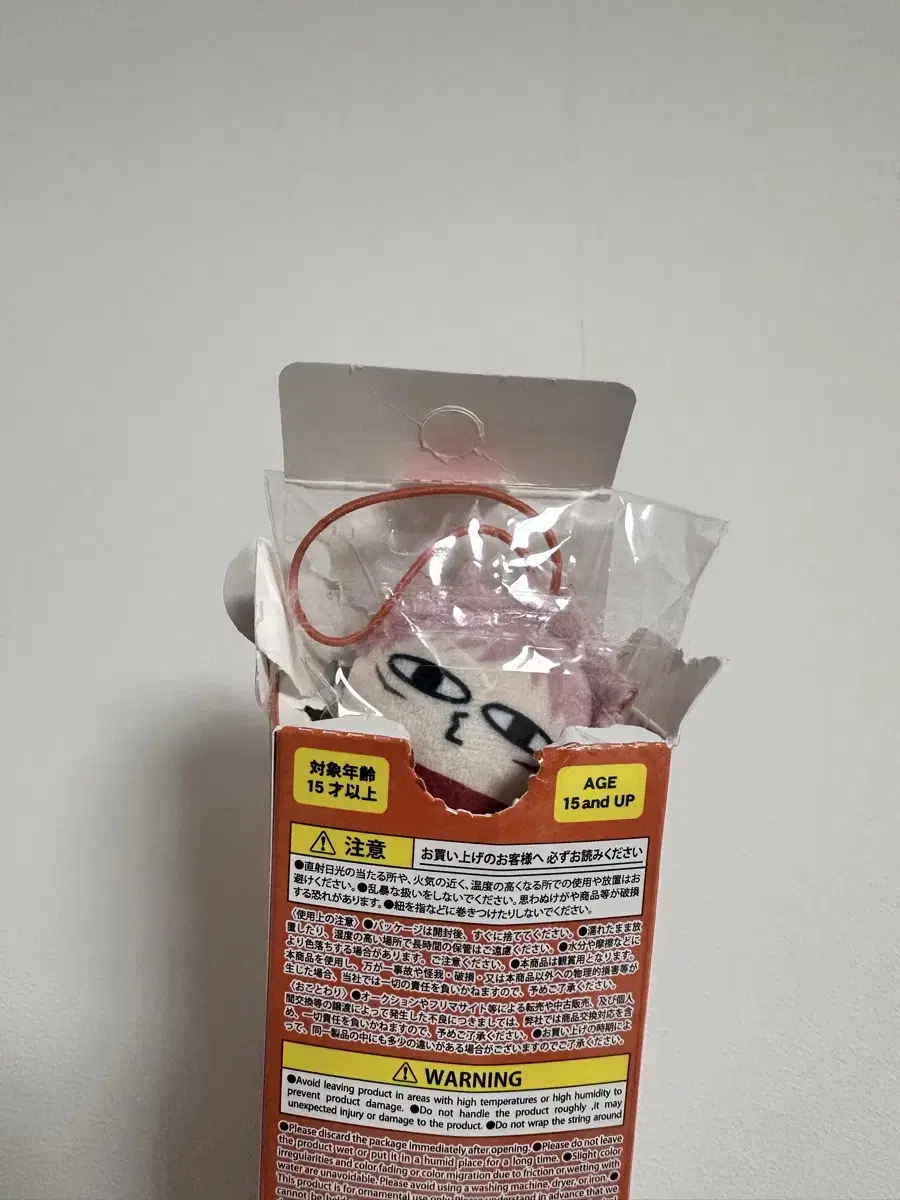 対象年齢
15才以上
AGE
15 and UP
注意
お買い上げのお客様へ 必ずお読みください
●直射日光の当たる所や、火気の近く、温度の高くなる所での使用や放置はお
避けください。●乱暴な扱いをしないでください。思わぬけがや商品等が破損
する恐れがあります。●紐を指などに巻きつけたりしないでください。
〈使用上の注意〉●パッケージは開封後、すぐに捨ててください。●濡れたまま放
置したり、湿度の高い場所で長時間の保管はご遠慮ください。●水分や摩擦などに
より色落ちする場合があります。ご注意ください。●本商品は観賞用となります。
本商品を使用し、万が一事故や怪我・破損・又は本商品以外への物理的損害等が
生じた場合、当社では一切の責任を負いかねますので、予めご了承ください。
〈おことわり〉●オークションやフリマサイト等による転売や中古販売、及び個人
間交換等の譲渡によって発生した不良につきましては、弊社では商品交換対応を含
め、一切責任を負いかねますので、予めご了承ください。●お買い上げの時期によ
って、同一製品の中にも多少の違いがある場合がございますのでご了承ください。
WARNING
●Avoid leaving product in areas with high temperatures or high humidity to
prevent product damage. ●Do not handle the product roughly ,It may
unexpected injury or damage to the product. ●Do not wrap the string around
●Please discard the package immediately after opening. ●Please do not leave
the product wet or put it in a humid place for a long time. ●Slight color
irregularities and color fading or color migration due to friction or wetting with
water are unavoidable. Please avoid using a washing machine, dryer, or iron. ●
This product is for ornamental use only. Please understand in advance that we
cannot be